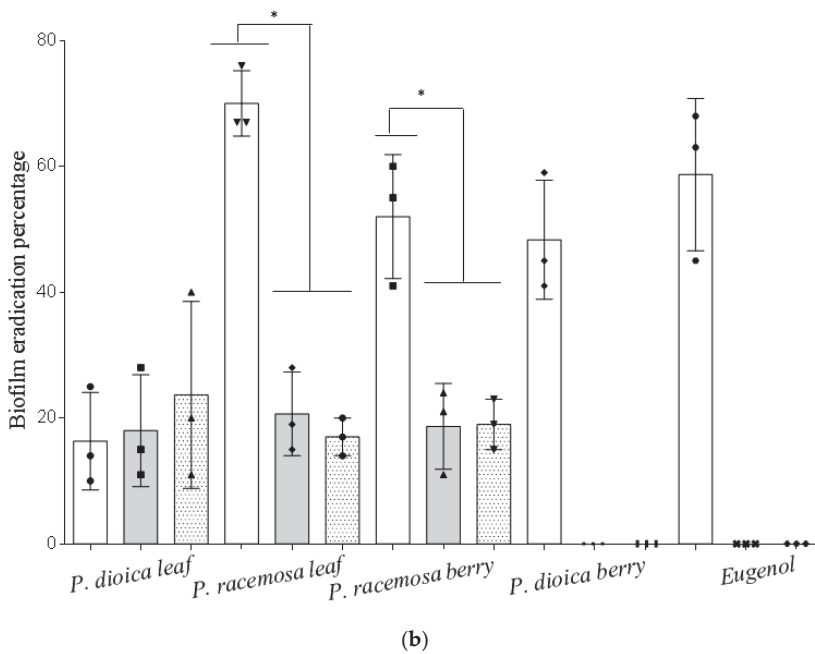 *
*
80
60
40
20
0
Biofilm eradication percentage
P. dioica leaf
P. racemosa leaf
P. racemosa berry
P. dioica berry
Eugenol
(b)